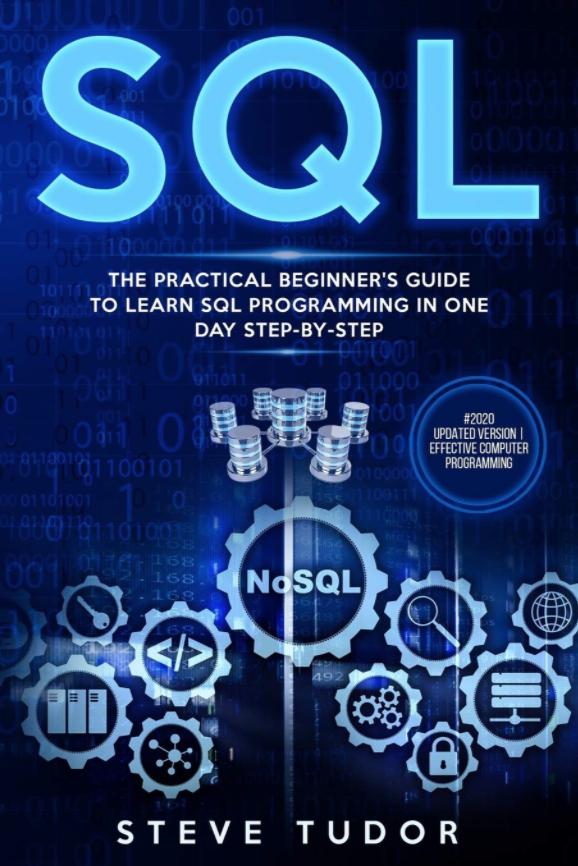 SQL
THE PRACTICAL BEGINNER'S GUIDE
TO LEARN SQL PROGRAMMING IN ONE
DAY STEP-BY-STEP
#2020
UPDATED VERSION |
EFFECTIVE COMPUTER
PROGRAMMING
NoSQL
</>
STEVE TUDOR